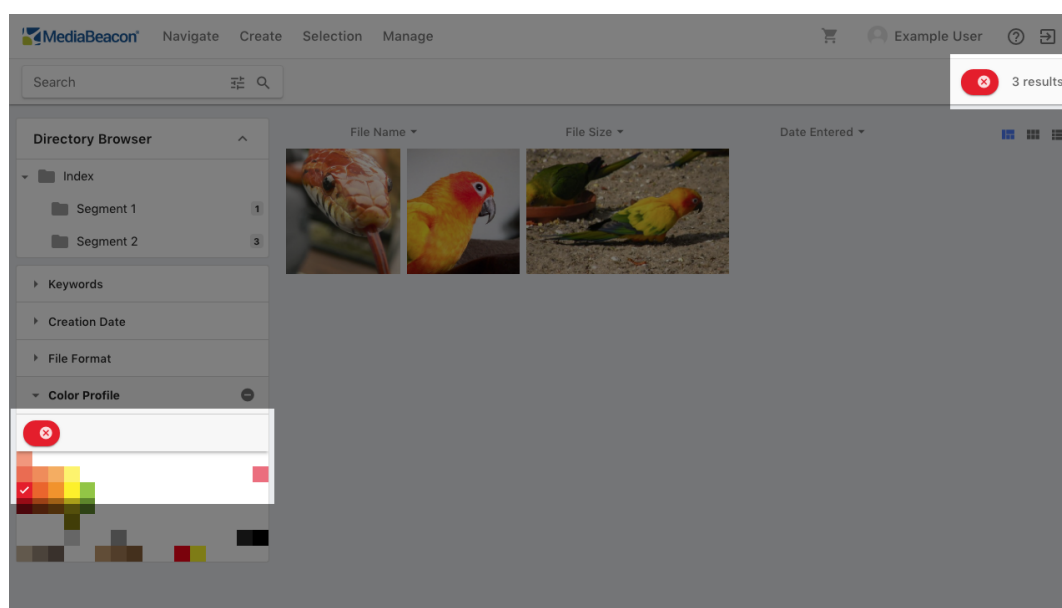 MediaBeacon
Navigate Create Selection Manage
Example User
Search
3 results
Directory Browser
File Name
File Size
Date Entered
Index
Segment 1
1
Segment 2
3
Keywords
Creation Date
File Format
Color Profile